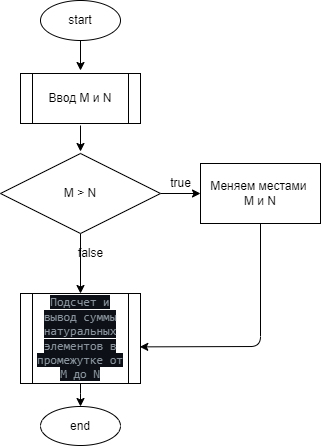 start
Ввод M и N
M > N
true
Меняем местами
M и N
false
Подсчет и
вывод суммы
натуральных
элементов в
промежутке от
M до N
end